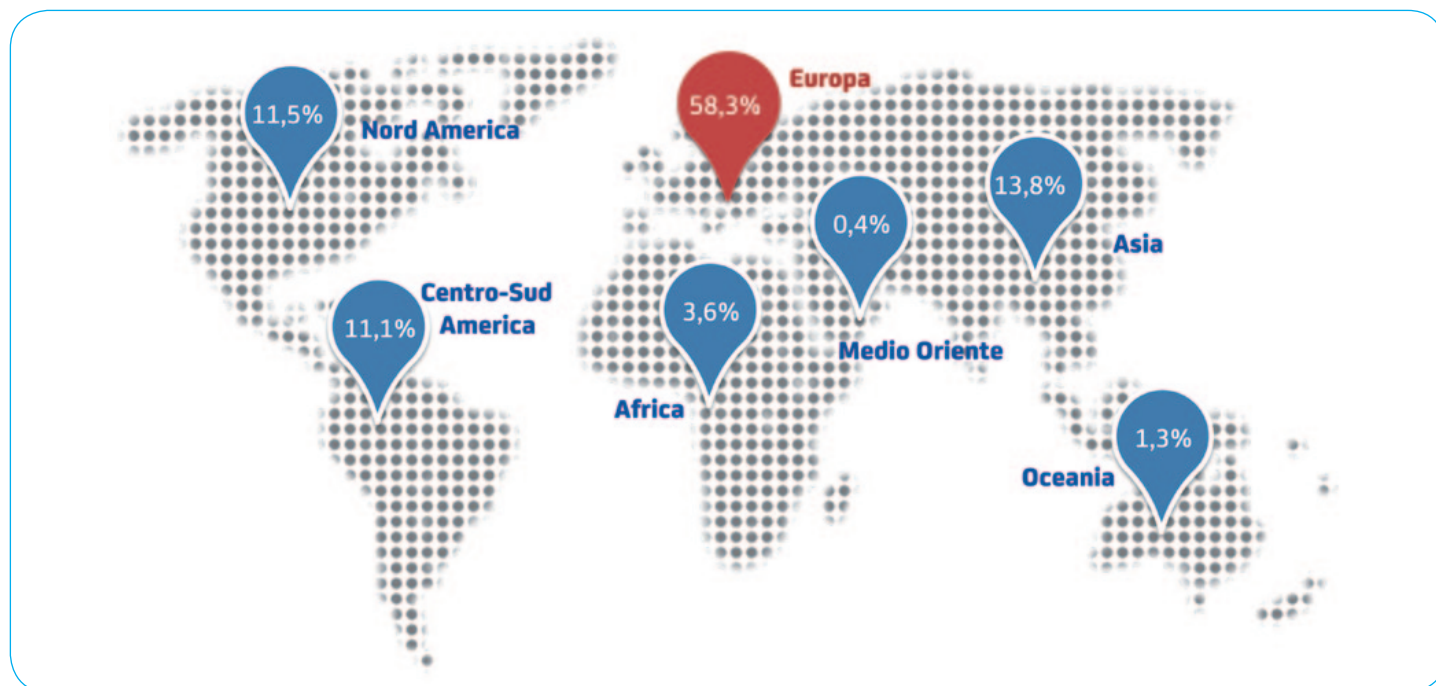 Europa
58,3%
11,5%
Nord America
13,8%
0,4%
Asia
Centro-Sud
America
11,1%
3,6%
Medio Oriente
Africa
1,3%
Oceania